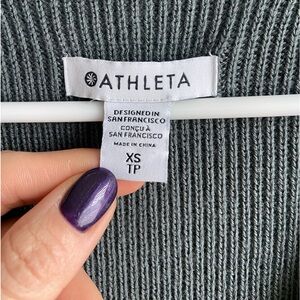 ATHLETA
DESIGNED IN
SAN FRANCISCO
CONÇU À
SAN FRANCISCO
MADE IN CHINA
XS
TP